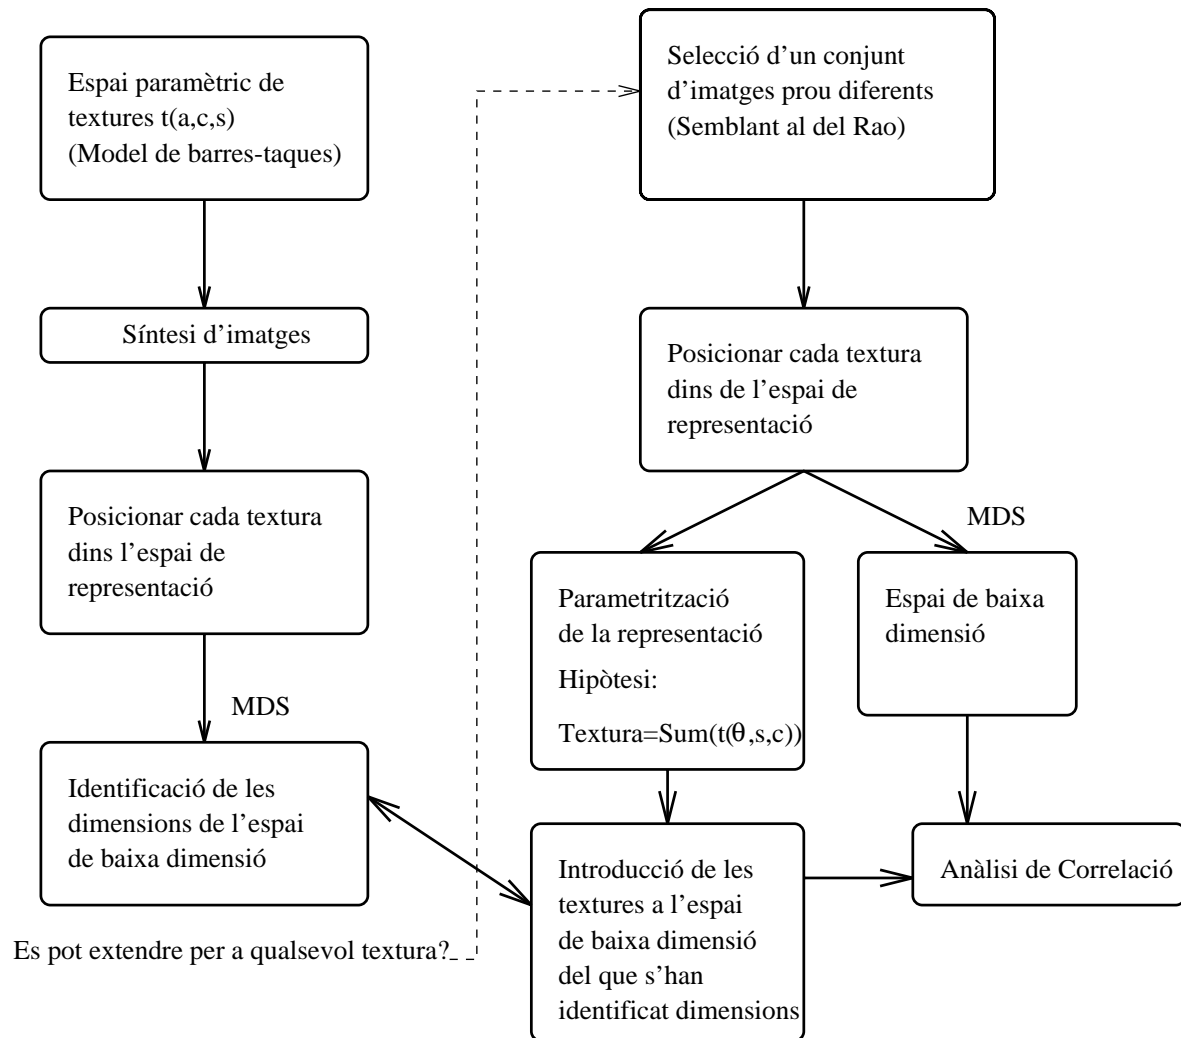 Espai paramètric de
textures t(a,c,s)
(Model de barres-taques)
Síntesi d'imatges
Posicionar cada textura
dins l'espai de
representació
MDS
Identificació de les
dimensions de l'espai
de baixa dimensió
Es pot extendre per a qualsevol textura?
Selecció d'un conjunt
d'imatges prou diferents
(Semblant al del Rao)
Posicionar cada textura
dins de l'espai de
representació
MDS
Parametrització
de la representació
Hipòtesi:
Textura=Sum(t(θ,s,c))
Espai de baixa
dimensió
Introducció de les
textures a l'espai
de baixa dimensió
del que s'han
identificat dimensions
Anàlisi de Correlació